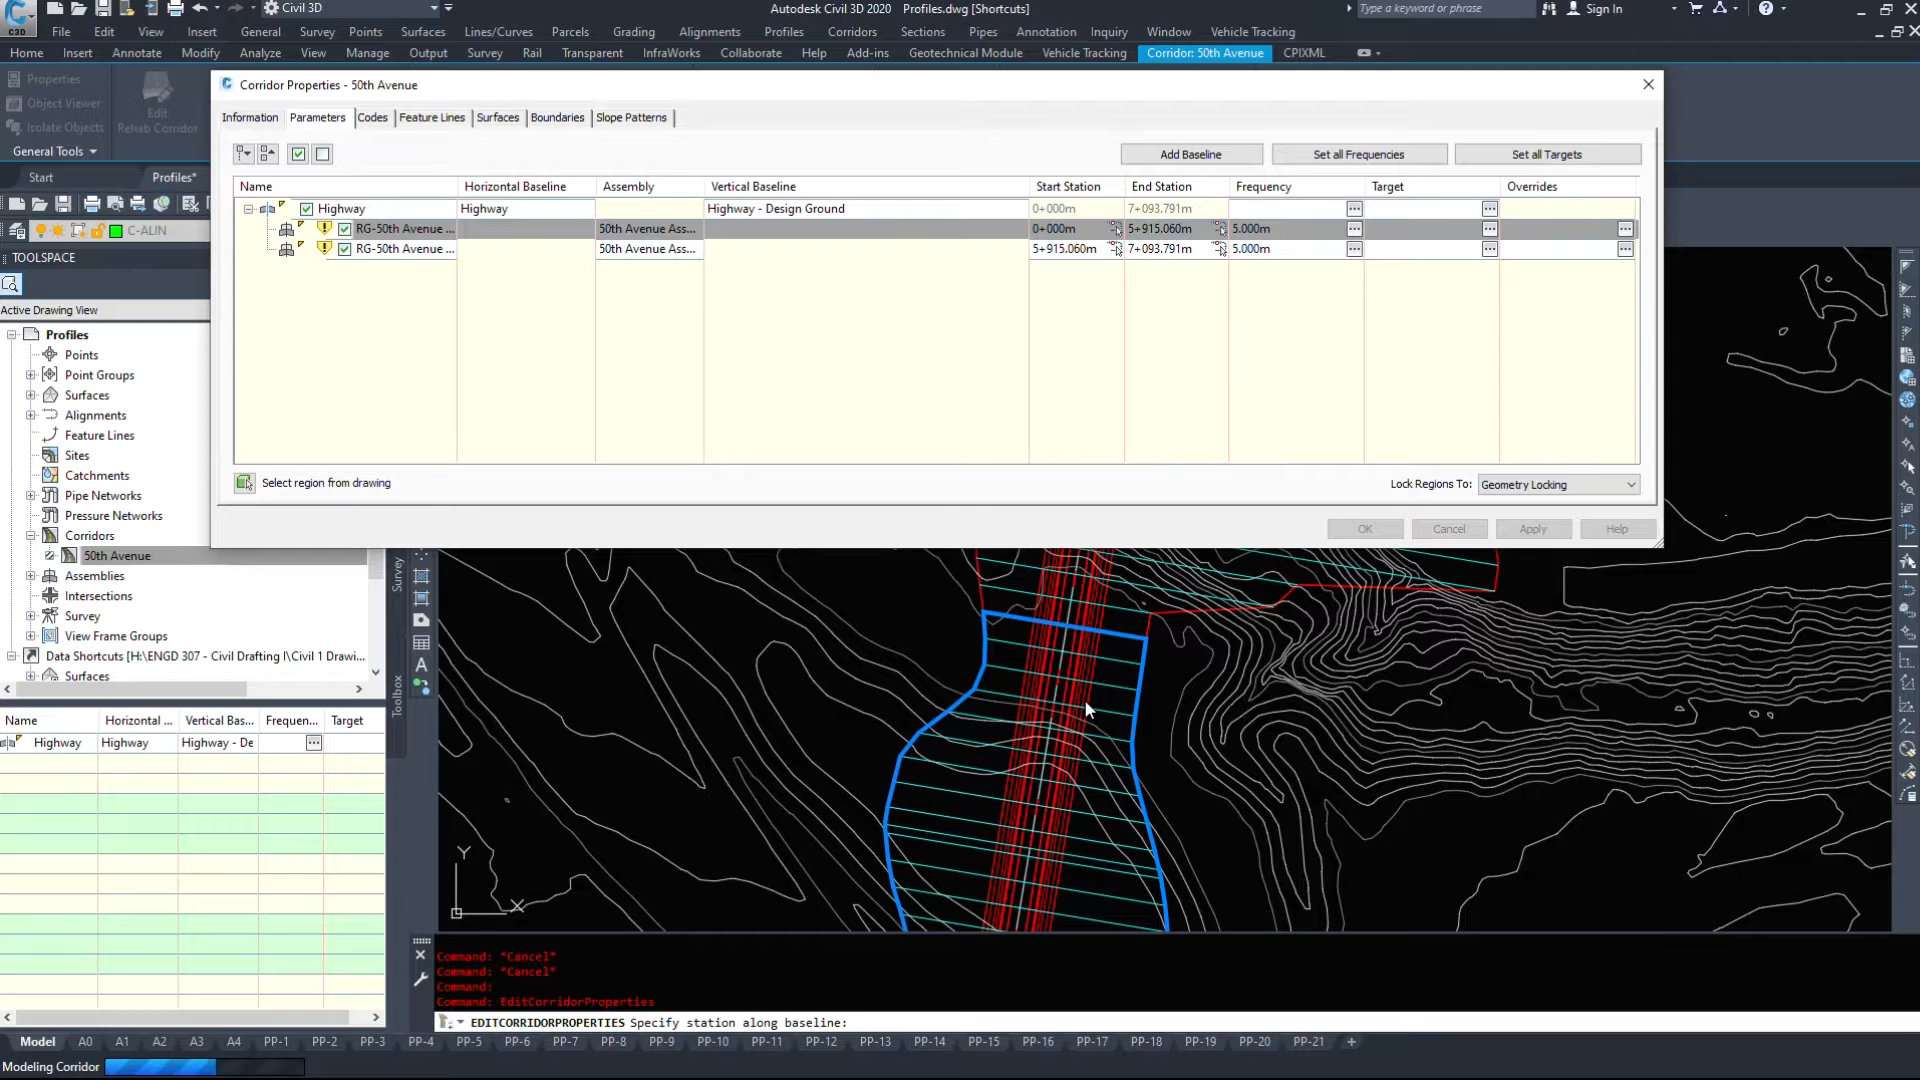 Civil 3D
Autodesk Civil 3D 2020 Profiles.dwg [Shortcuts]
Type a keyword or phrase
Sign In
C3D
File Edit View Insert General Survey Points Surfaces Lines/Curves Parcels Grading Alignments Profiles Corridors Sections Pipes Annotation Inquiry Window Vehicle Tracking
Home Insert Annotate Modify Analyze View Manage Output Survey Rail Transparent InfraWorks Collaborate Help Add-ins Geotechnical Module Vehicle Tracking Corridor: 50th Avenue CPIXML
Properties
Object Viewer
Isolate Objects
Edit
Rehab Corridor
General Tools
Start Profiles*
C-ALIN
Corridor Properties - 50th Avenue
Information Parameters Codes Feature Lines Surfaces Boundaries Slope Patterns
Add Baseline Set all Frequencies Set all Targets
Name Horizontal Baseline Assembly Vertical Baseline Start Station End Station Frequency Target Overrides
Highway Highway Highway - Design Ground 0+000m 7+093.791m
RG-50th Avenue ... 50th Avenue Ass... 0+000m 5+915.060m 5.000m
RG-50th Avenue ... 50th Avenue Ass... 5+915.060m 7+093.791m 5.000m
Select region from drawing
Lock Regions To: Geometry Locking
OK Cancel Apply Help
TOOLSPACE
Active Drawing View
Profiles
Points
Point Groups
Surfaces
Alignments
Feature Lines
Sites
Catchments
Pipe Networks
Pressure Networks
Corridors
50th Avenue
Assemblies
Intersections
Survey
View Frame Groups
Data Shortcuts [H:\ENGD 307 - Civil Drafting I\Civil 1 Drawi...
Surfaces
Survey
Toolbox
Name Horizontal ... Vertical Bas... Frequen... Target
Highway Highway Highway - De
Y
X
Command: *Cancel*
Command: *Cancel*
Command:
Command: EditCorridorProperties
EDITCORRIDORPROPERTIES Specify station along baseline:
Model A0 A1 A2 A3 A4 PP-1 PP-2 PP-3 PP-4 PP-5 PP-6 PP-7 PP-8 PP-9 PP-10 PP-11 PP-12 PP-13 PP-14 PP-15 PP-16 PP-17 PP-18 PP-19 PP-20 PP-21 +
Modeling Corridor